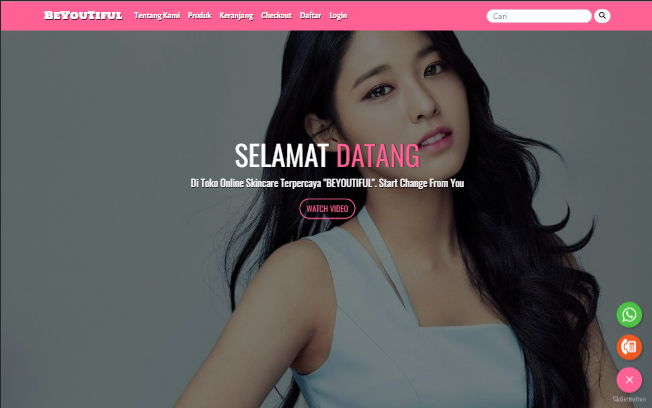 BEYOUTIFUL
Tentang Kami Produk Keranjang Checkout Daftar Login
Cari
SELAMAT DATANG
Di Toko Online Skincare Terpercaya "BEYOUTIFUL". Start Change From You
WATCH VIDEO
GetButton